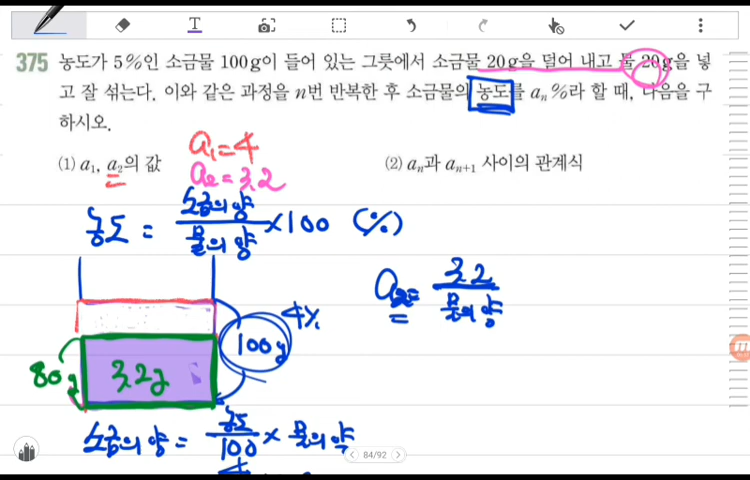 375 농도가 5%인 소금물 100g이 들어 있는 그릇에서 소금물 20g을 덜어 내고 물 20g을 넣
고 잘 섞는다. 이와 같은 과정을 n번 반복한 후 소금물의 농도를 aₙ%라 할 때, 다음을 구
하시오.
(1) a₁, a₂의 값
a₁=4
a₂=3.2
(2) aₙ과 aₙ₊₁ 사이의 관계식
농도 = 소금의 양 / 물의 양 ×100 (%)
a₂= 3.2 / 물의 양
4%
100g
80g
3.2g
소금의 양 = 농도 / 100 × 물의 양
4
84/92